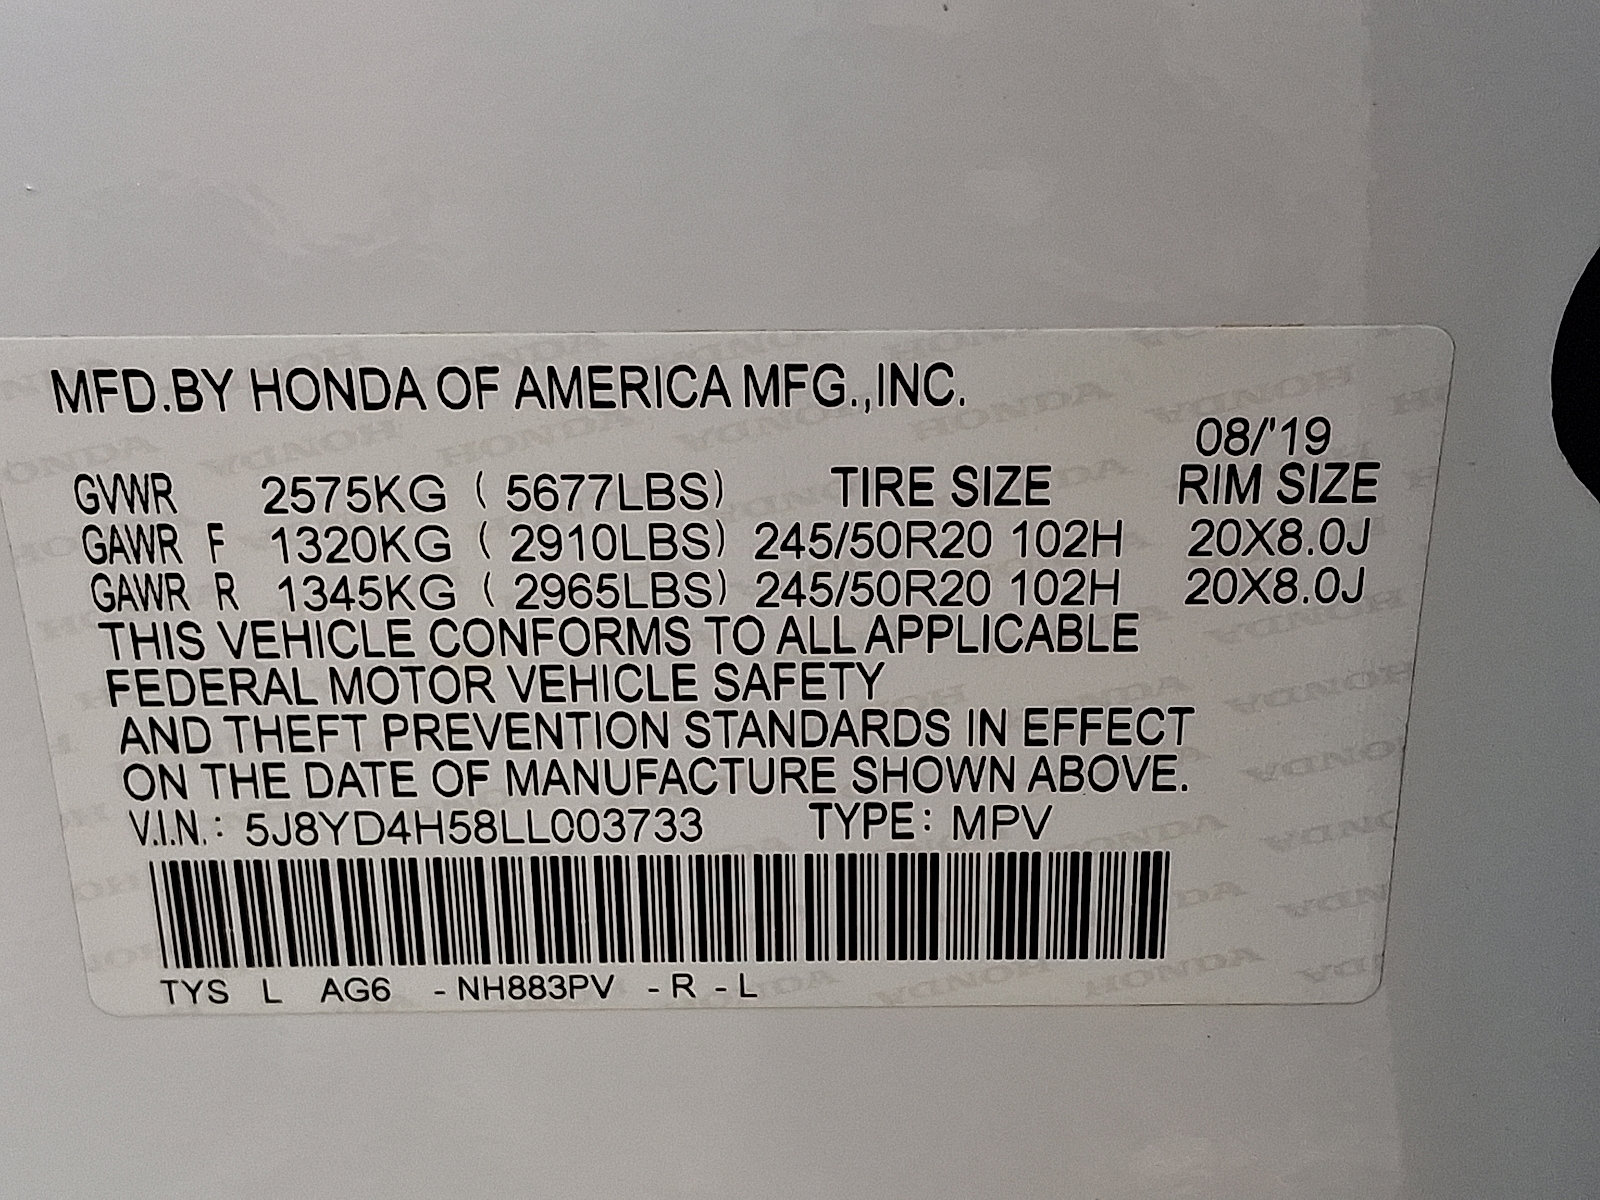 MFD.BY HONDA OF AMERICA MFG.,INC.
08/'19
GVWR 2575KG ( 5677LBS) TIRE SIZE RIM SIZE
GAWR F 1320KG ( 2910LBS) 245/50R20 102H 20X8.0J
GAWR R 1345KG ( 2965LBS) 245/50R20 102H 20X8.0J
THIS VEHICLE CONFORMS TO ALL APPLICABLE
FEDERAL MOTOR VEHICLE SAFETY
AND THEFT PREVENTION STANDARDS IN EFFECT
ON THE DATE OF MANUFACTURE SHOWN ABOVE.
V.I.N.: 5J8YD4H58LL003733 TYPE: MPV
TYS L AG6 -NH883PV -R -L